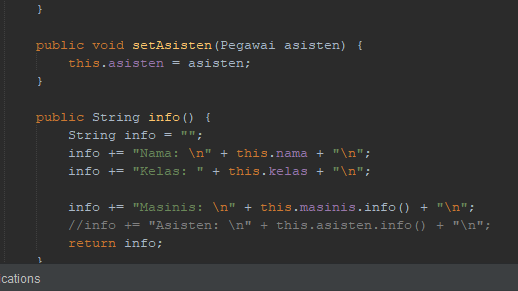 }
public void setAsisten(Pegawai asisten) {
this.asisten = asisten;
}
public String info() {
String info = "";
info += "Nama: \n" + this.nama + "\n";
info += "Kelas: " + this.kelas + "\n";
info += "Masinis: \n" + this.masinis.info() + "\n";
//info += "Asisten: \n" + this.asisten.info() + "\n";
return info;
}
cations